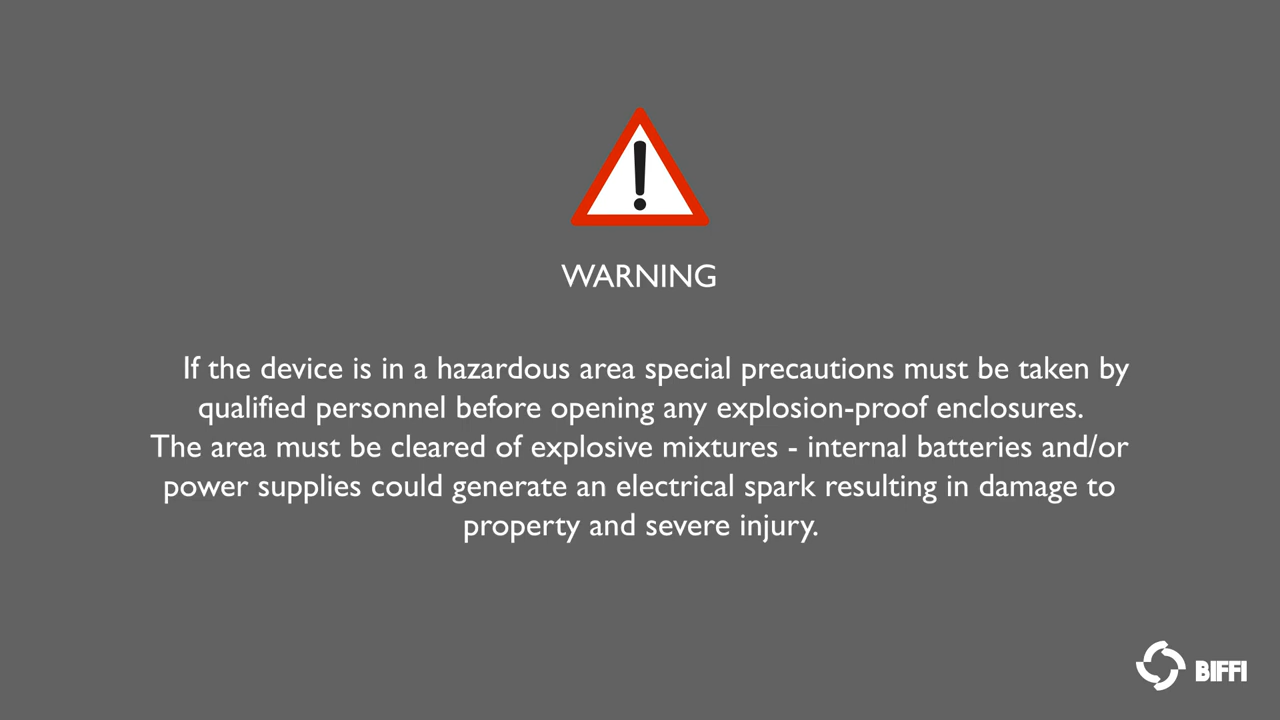 WARNING
If the device is in a hazardous area special precautions must be taken by
qualified personnel before opening any explosion-proof enclosures.
The area must be cleared of explosive mixtures - internal batteries and/or
power supplies could generate an electrical spark resulting in damage to
property and severe injury.
BIFFI